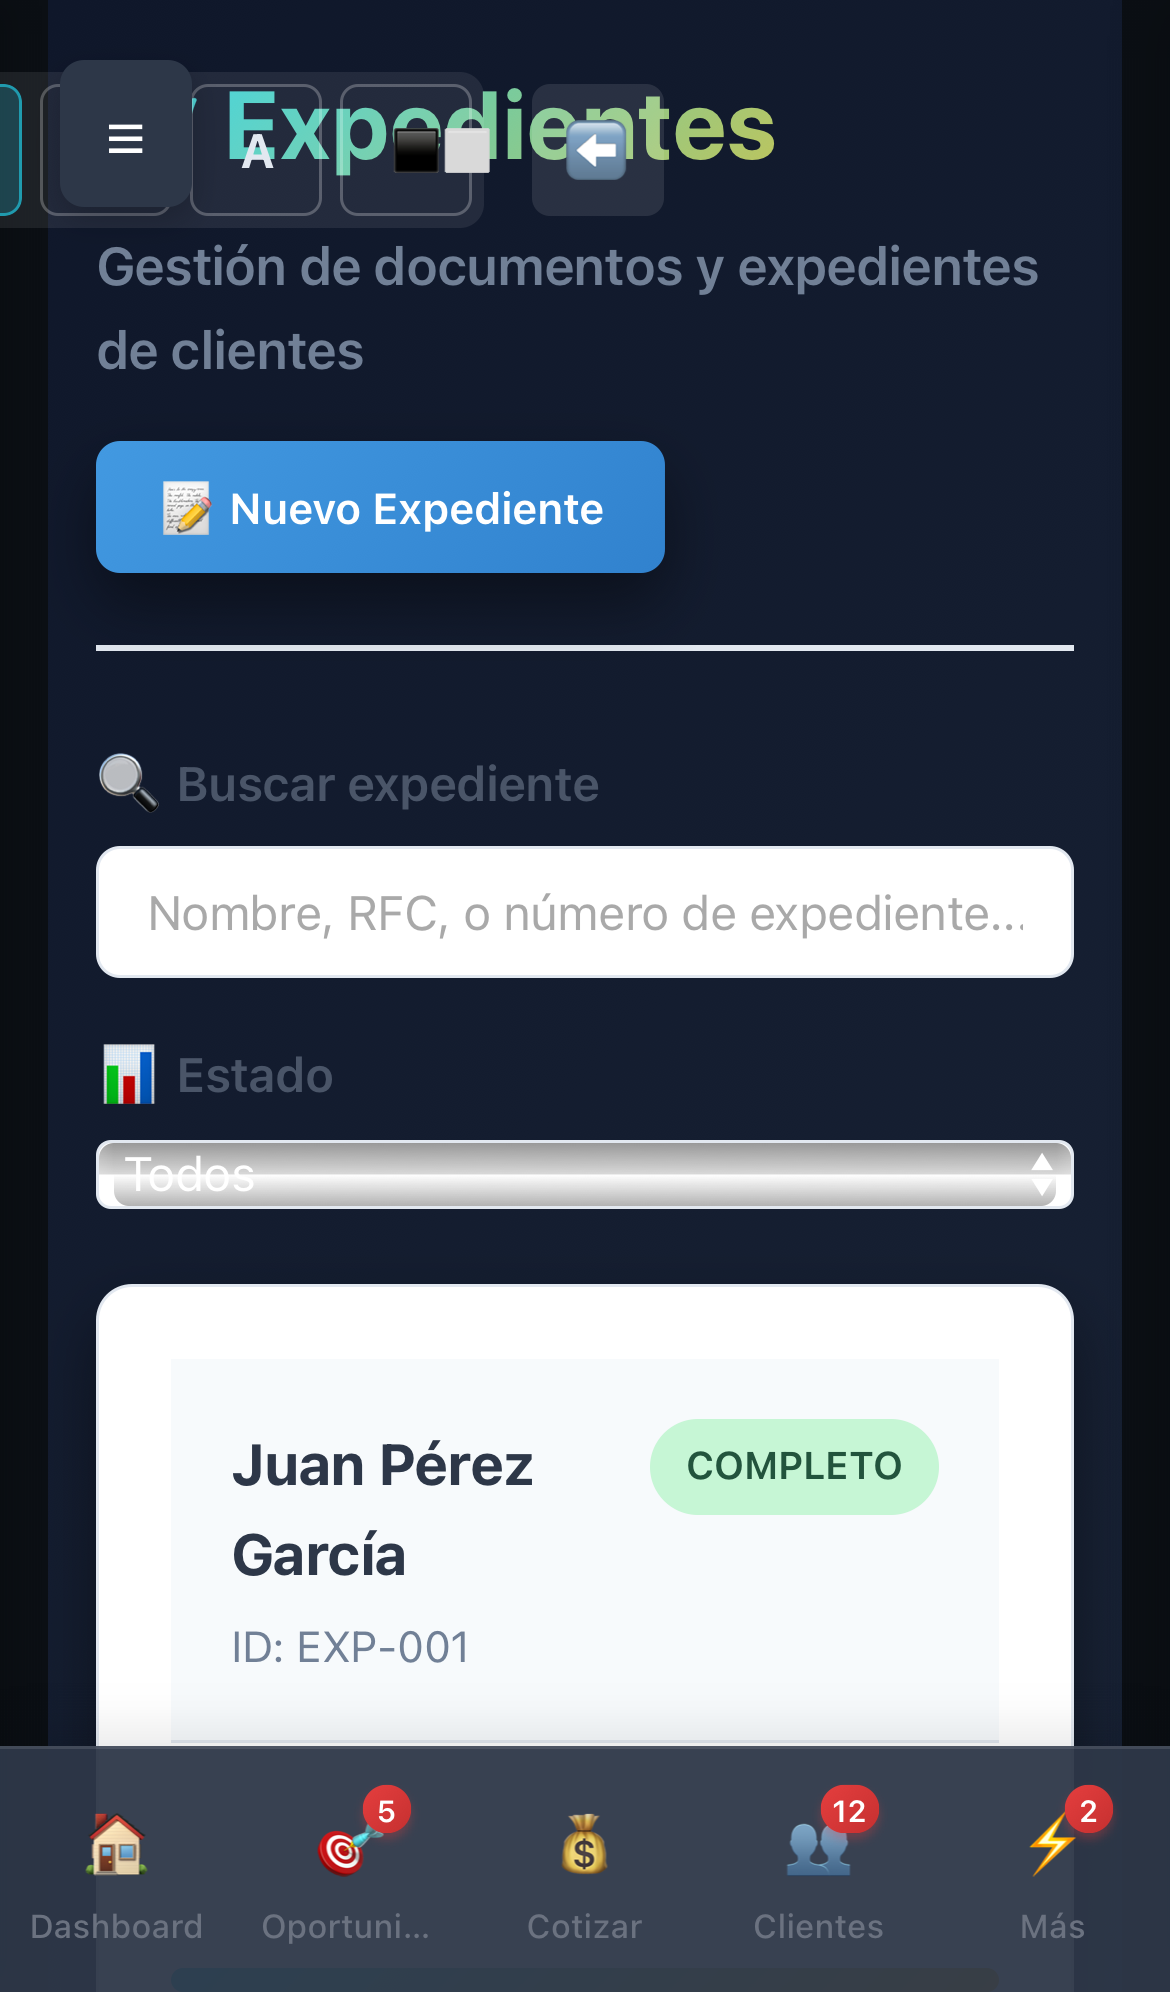 Expedientes
A
Gestión de documentos y expedientes
de clientes
Nuevo Expediente
Buscar expediente
Nombre, RFC, o número de expediente...
Estado
Todos
Juan Pérez
García
COMPLETO
ID: EXP-001
5
12
2
Dashboard
Oportuni...
Cotizar
Clientes
Más